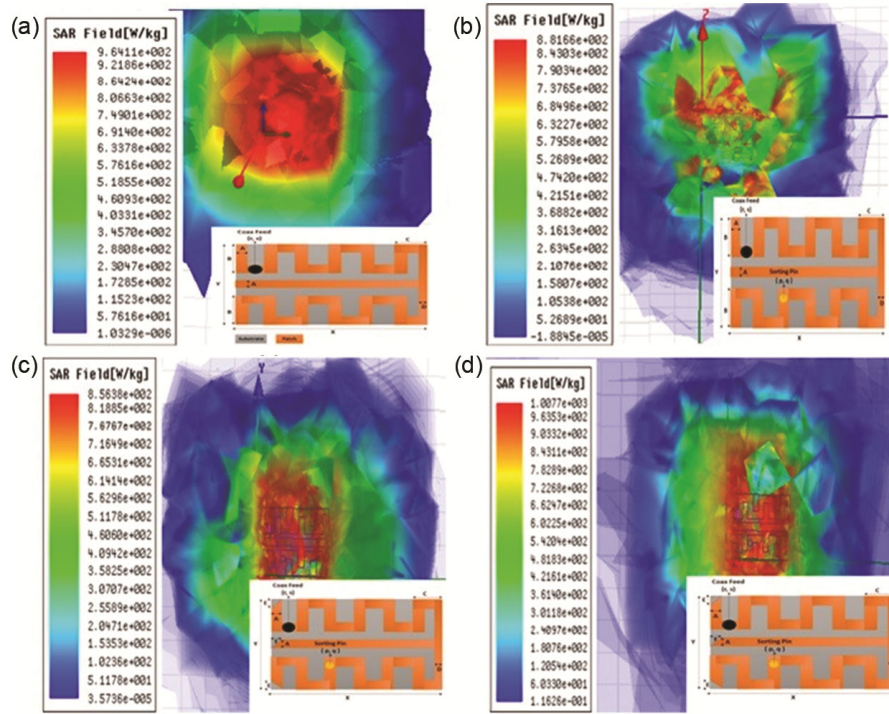 (a)
SAR Field[W/kg]
9.6411e+002
9.2186e+002
8.6424e+002
8.0663e+002
7.4901e+002
6.9140e+002
6.3378e+002
5.7616e+002
5.1855e+002
4.6093e+002
4.0331e+002
3.4570e+002
2.8808e+002
2.3047e+002
1.7285e+002
1.1523e+002
5.7616e+001
1.0329e-006
Coax Feed
(r, s)
A
C
B
Y
A
B
D
X
Substrate
Patch
(b)
SAR Field[W/kg]
8.8166e+002
8.4303e+002
7.9034e+002
7.3765e+002
6.8496e+002
6.3227e+002
5.7958e+002
5.2689e+002
4.7420e+002
4.2151e+002
3.6882e+002
3.1613e+002
2.6345e+002
2.1076e+002
1.5807e+002
1.0538e+002
5.2689e+001
-1.8845e-005
Z
Coax Feed
(r, s)
A
C
B
Y
A
Sorting Pin
(p, q)
B
D
X
(c)
SAR Field[W/kg]
8.5638e+002
8.1885e+002
7.6767e+002
7.1649e+002
6.6531e+002
6.1414e+002
5.6296e+002
5.1178e+002
4.6060e+002
4.0942e+002
3.5825e+002
3.0707e+002
2.5589e+002
2.0471e+002
1.5353e+002
1.0236e+002
5.1178e+001
3.5736e-005
Y
Coax Feed
(r, s)
E
A
C
Y
E
A
Sorting Pin
(p, q)
D
E
X
(d)
SAR Field[W/kg]
1.0077e+003
9.6353e+002
9.0332e+002
8.4311e+002
7.8289e+002
7.2268e+002
6.6247e+002
6.0225e+002
5.4204e+002
4.8183e+002
4.2161e+002
3.6140e+002
3.0118e+002
2.4097e+002
1.8076e+002
1.2054e+002
6.0330e+001
1.1626e-001
Coax Feed
(r, s)
E
A
C
Y
E
A
Sorting Pin
(p, q)
D
E
X